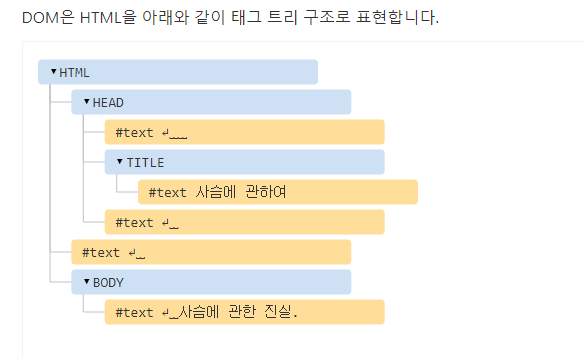 DOM은 HTML을 아래와 같이 태그 트리 구조로 표현합니다.
▾HTML
▾HEAD
#text ↵␣␣␣␣
▾TITLE
#text 사슴에 관하여
#text ↵␣␣
#text ↵␣␣
▾BODY
#text ↵␣␣사슴에 관한 진실.